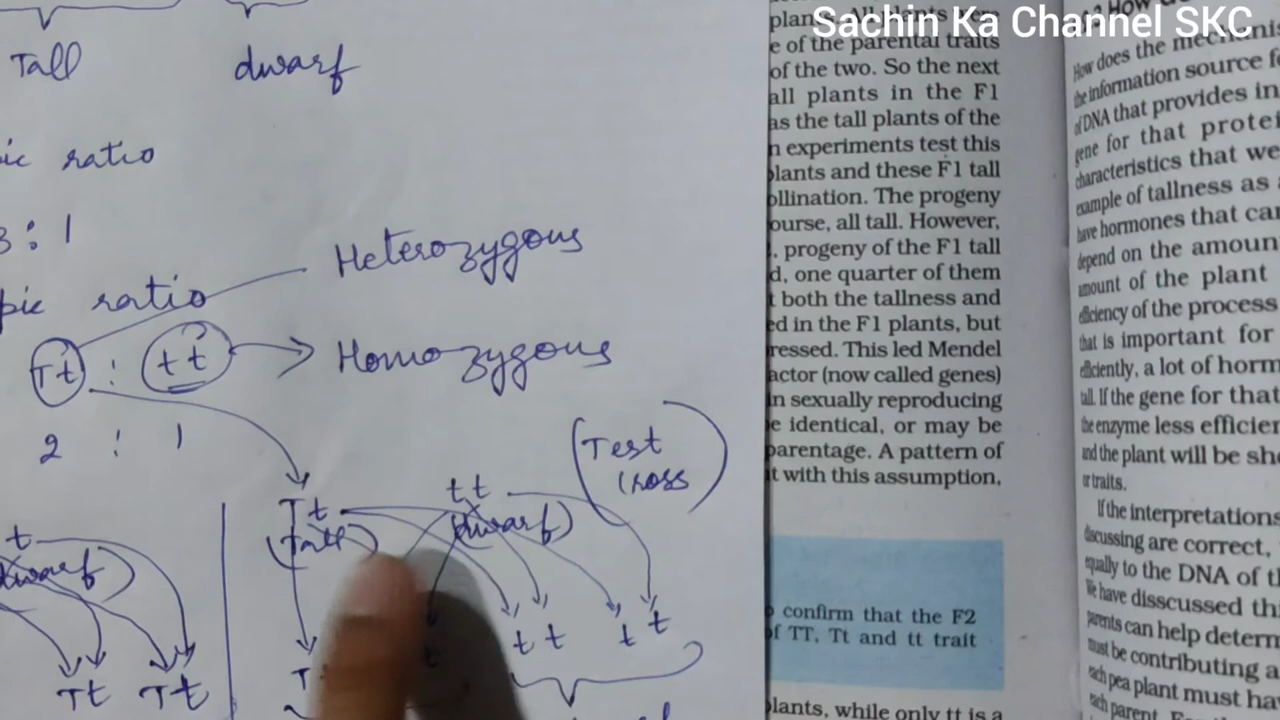 Sachin Ka Channel SKC
Tall dwarf
ratio
3 : 1
ratio
Heterozygous
Tt : tt
Homozygous
2 : 1
Test
Cross
Tt tt
(Tall) (dwarf)
t
dwarf)
tt tt
Tt Tt
plant
e of the parental traits
of the two. So the next
all plants in the F1
as the tall plants of the
n experiments test this
plants and these F1 tall
ollination. The progeny
ourse, all tall. However,
, progeny of the F1 tall
d, one quarter of them
t both the tallness and
ed in the F1 plants, but
ressed. This led Mendel
actor (now called genes)
in sexually reproducing
e identical, or may be
parentage. A pattern of
t with this assumption,
confirm that the F2
of TT, Tt and tt trait
plants, while only tt is a
How does the mechanis
the information source f
of DNA that provides in
gene for that protei
characteristics that we
example of tallness as
have hormones that ca
depend on the amoun
amount of the plant
efficiency of the process
that is important for
efficiently, a lot of horm
tall. If the gene for that
the enzyme less efficien
and the plant will be sh
or traits.
If the interpretations
discussing are correct,
equally to the DNA of t
We have disscussed th
parents can help determ
must be contributing a
each pea plant must ha
each parent.